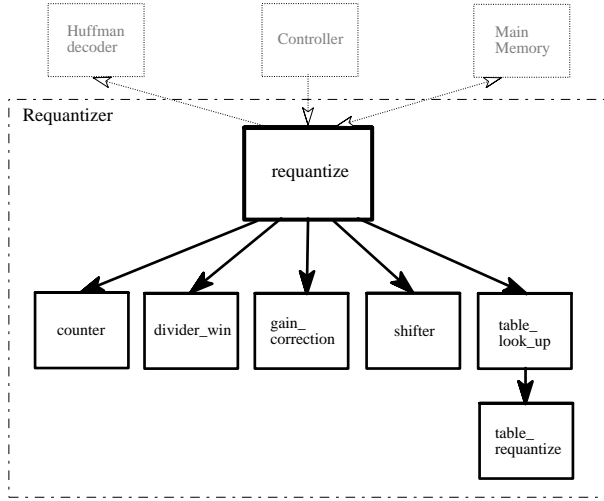 Huffman
decoder
Controller
Main
Memory
Requantizer
requantize
counter
divider_win
gain_
correction
shifter
table_
look_up
table_
requantize